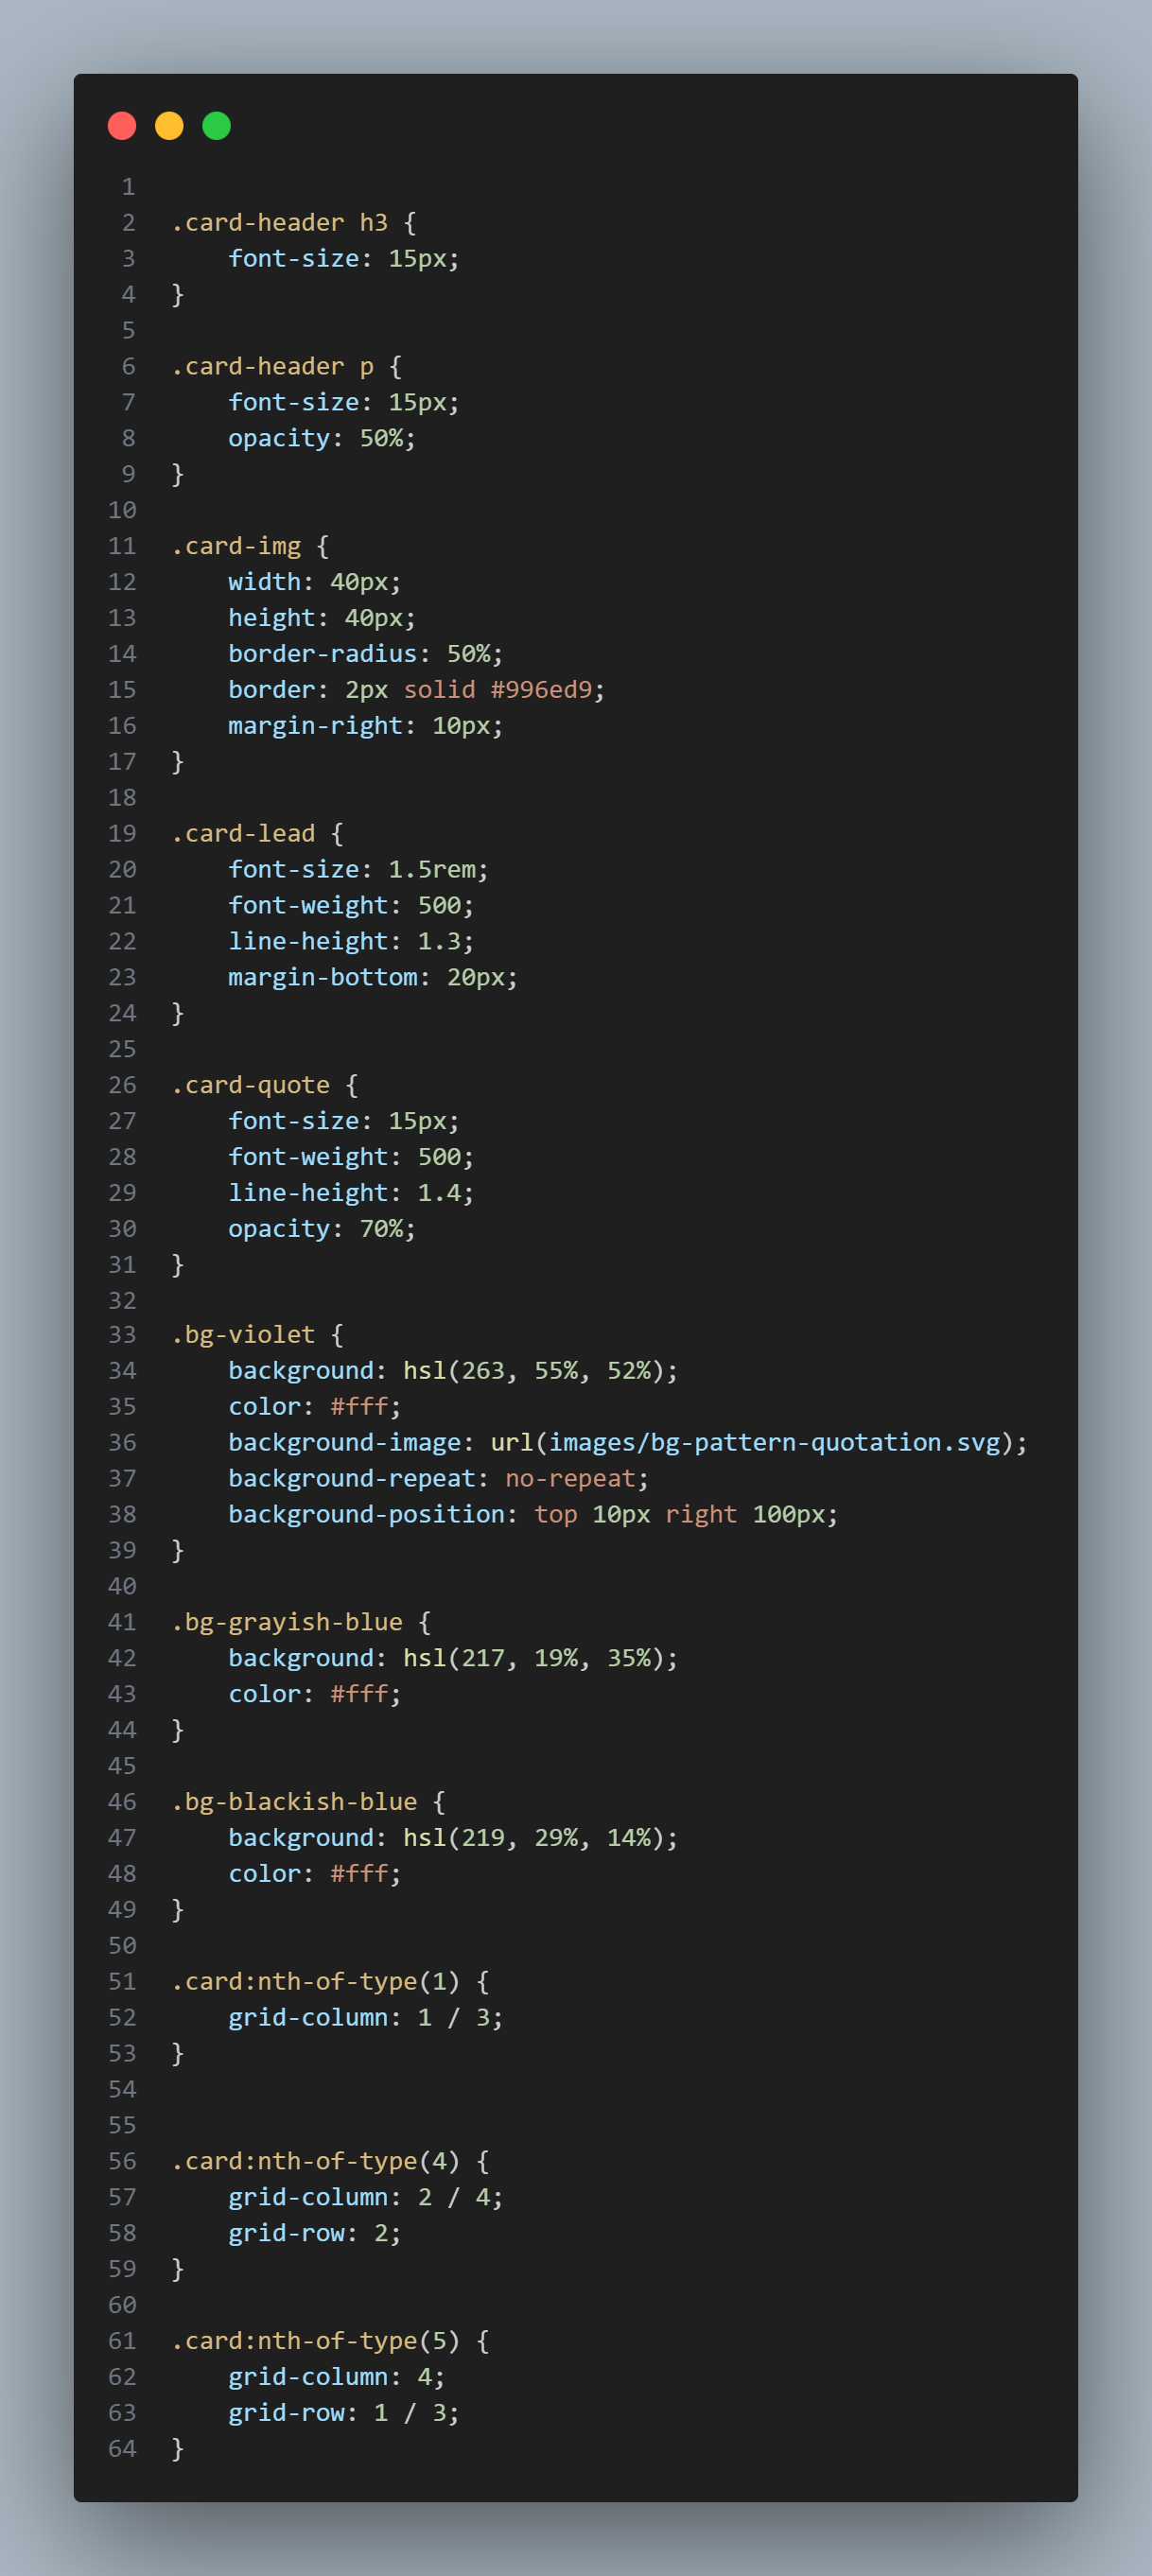 1
2 .card-header h3 {
3     font-size: 15px;
4 }
5
6 .card-header p {
7     font-size: 15px;
8     opacity: 50%;
9 }
10
11 .card-img {
12     width: 40px;
13     height: 40px;
14     border-radius: 50%;
15     border: 2px solid #996ed9;
16     margin-right: 10px;
17 }
18
19 .card-lead {
20     font-size: 1.5rem;
21     font-weight: 500;
22     line-height: 1.3;
23     margin-bottom: 20px;
24 }
25
26 .card-quote {
27     font-size: 15px;
28     font-weight: 500;
29     line-height: 1.4;
30     opacity: 70%;
31 }
32
33 .bg-violet {
34     background: hsl(263, 55%, 52%);
35     color: #fff;
36     background-image: url(images/bg-pattern-quotation.svg);
37     background-repeat: no-repeat;
38     background-position: top 10px right 100px;
39 }
40
41 .bg-grayish-blue {
42     background: hsl(217, 19%, 35%);
43     color: #fff;
44 }
45
46 .bg-blackish-blue {
47     background: hsl(219, 29%, 14%);
48     color: #fff;
49 }
50
51 .card:nth-of-type(1) {
52     grid-column: 1 / 3;
53 }
54
55
56 .card:nth-of-type(4) {
57     grid-column: 2 / 4;
58     grid-row: 2;
59 }
60
61 .card:nth-of-type(5) {
62     grid-column: 4;
63     grid-row: 1 / 3;
64 }